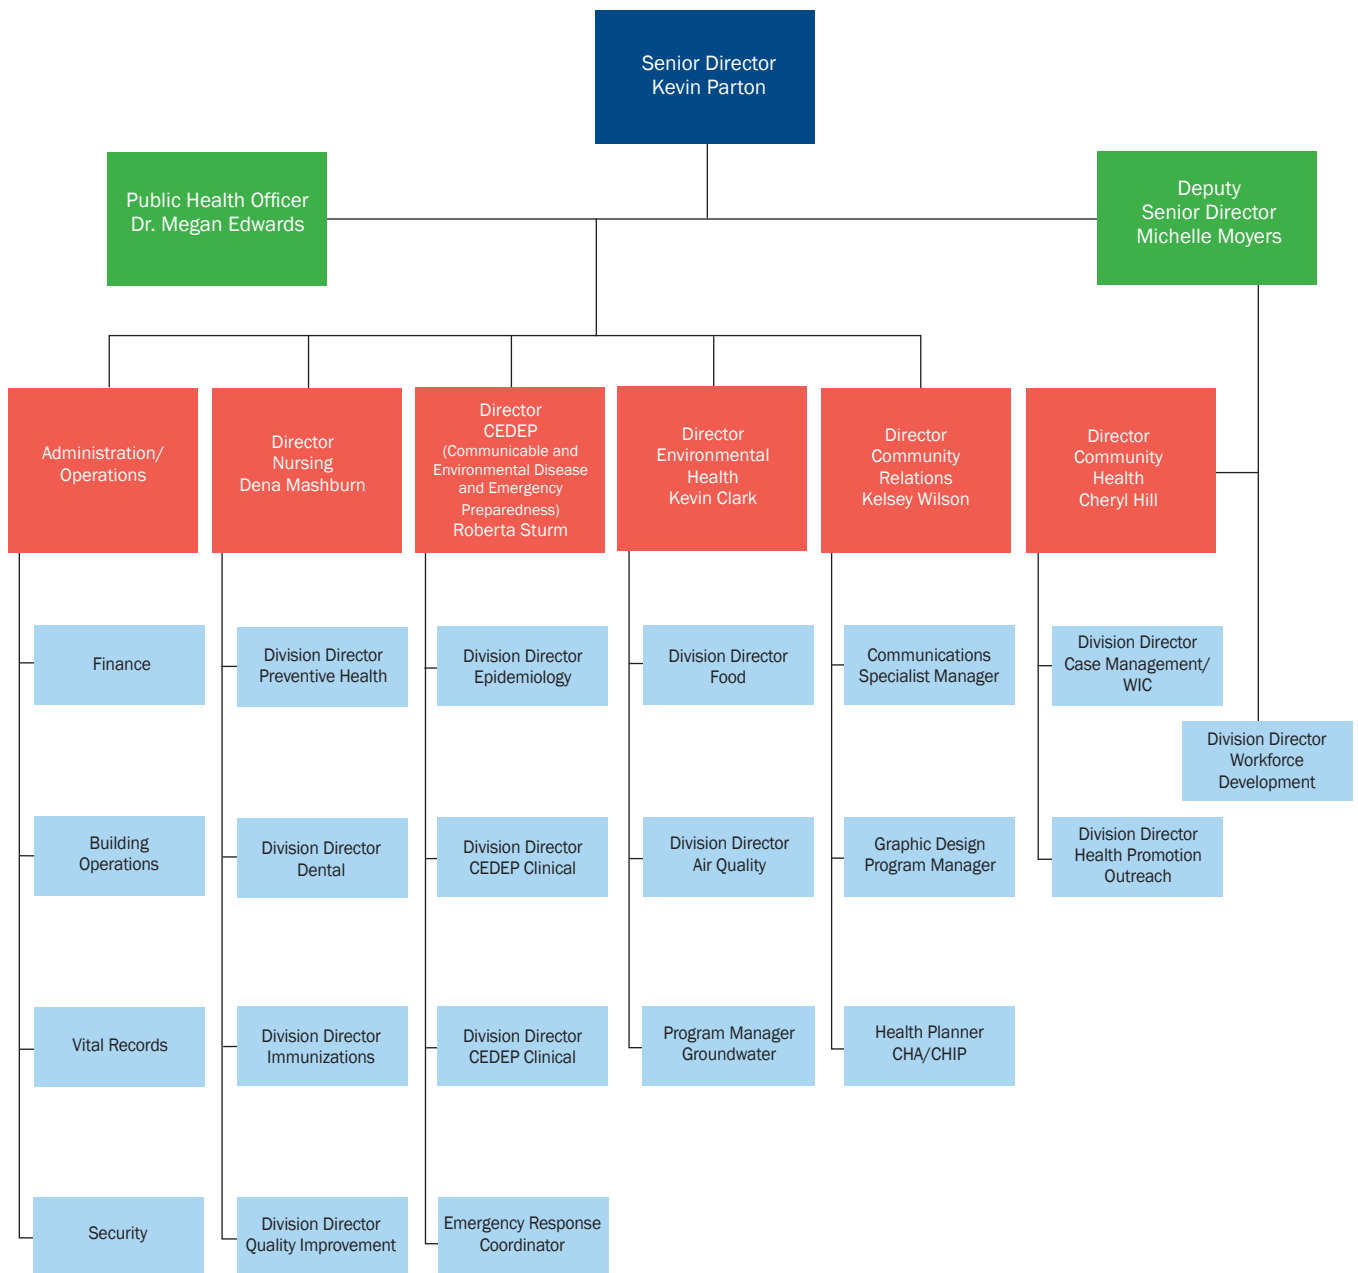 Senior Director
Kevin Parton
Public Health Officer
Dr. Megan Edwards
Deputy
Senior Director
Michelle Moyers
Administration/
Operations
Director
Nursing
Dena Mashburn
Director
CEDEP
(Communicable and
Environmental Disease
and Emergency
Preparedness)
Roberta Sturm
Director
Environmental
Health
Kevin Clark
Director
Community
Relations
Kelsey Wilson
Director
Community
Health
Cheryl Hill
Finance
Division Director
Preventive Health
Division Director
Epidemiology
Division Director
Food
Communications
Specialist Manager
Division Director
Case Management/
WIC
Division Director
Workforce
Development
Building
Operations
Division Director
Dental
Division Director
CEDEP Clinical
Division Director
Air Quality
Graphic Design
Program Manager
Division Director
Health Promotion
Outreach
Vital Records
Division Director
Immunizations
Division Director
CEDEP Clinical
Program Manager
Groundwater
Health Planner
CHA/CHIP
Security
Division Director
Quality Improvement
Emergency Response
Coordinator